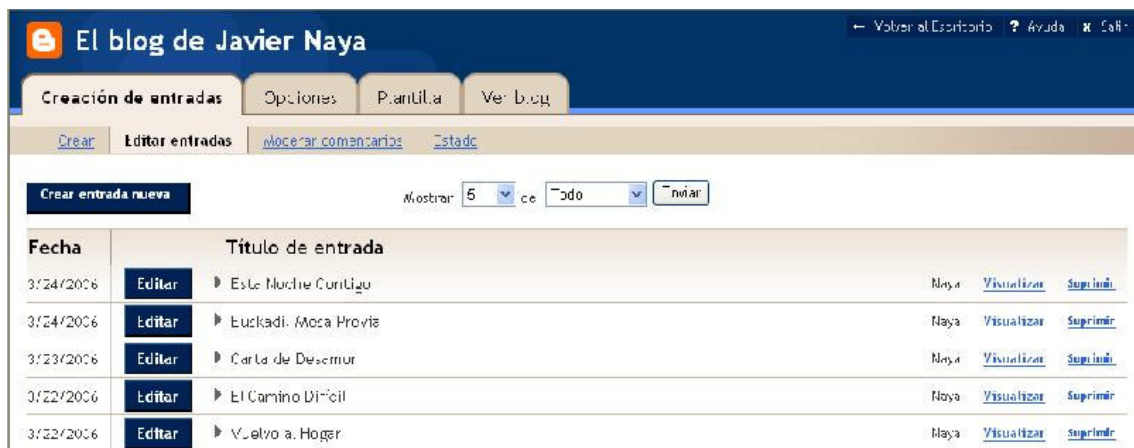 El blog de Javier Naya
← Volver al Escritorio ? Ayuda x Salir
Creación de entradas Opciones Plantilla Ver blog
Crear Editar entradas Moderar comentarios Estado
Crear entrada nueva Mostrar 5 de Todo Enviar
Fecha Título de entrada
3/24/2006 Editar Esta Noche Contigo Naya Visualizar Suprimir
3/24/2006 Editar Euskadi. Mesa Previa Naya Visualizar Suprimir
3/23/2006 Editar Carta de Desamor Naya Visualizar Suprimir
3/22/2006 Editar El Camino Difícil Naya Visualizar Suprimir
3/22/2006 Editar Vuelvo al Hogar Naya Visualizar Suprimir